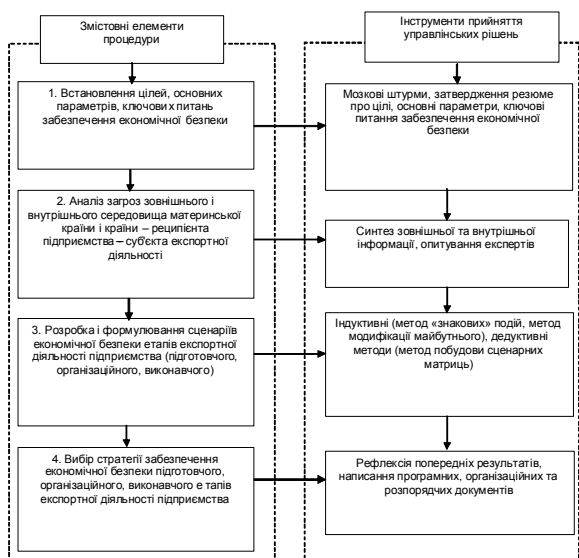 Змістовні елементи
процедури
Інструменти прийняття
управлінських рішень
1. Встановлення цілей, основних
параметрів, ключових питань
забезпечення економічної безпеки
Мозкові штурми, затвердження резюме
про цілі, основні параметри, ключові
питання забезпечення економічної
безпеки
2. Аналіз загроз зовнішнього і
внутрішнього середовища материнської
країни і країни – реципієнта
підприємства – суб'єкта експортної
діяльності
Синтез зовнішньої та внутрішньої
інформації, опитування експертів
3. Розробка і формулювання сценаріїв
економічної безпеки етапів експортної
діяльності підприємства (підготовчого,
організаційного, виконавчого)
Індуктивні (метод «знакових» подій, метод
модифікації майбутнього), дедуктивні
методи (метод побудови сценарних
матриць)
4. Вибір стратегії забезпечення
економічної безпеки підготовчого,
організаційного, виконавчого е тапів
експортної діяльності підприємства
Рефлексія попередніх результатів,
написання програмних, організаційних та
розпорядчих документів